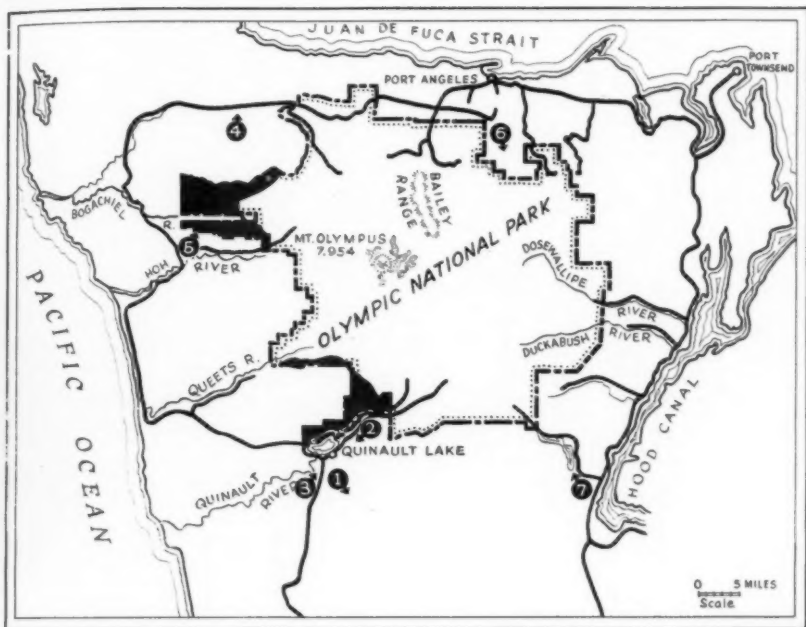 JUAN DE FUCA STRAIT
PORT ANGELES
PORT TOWNSEND
4
6
BOGACHIEL
R.
BAILEY RANGE
5
HOH
RIVER
MT. OLYMPUS
7.954
OLYMPIC NATIONAL PARK
DOSEWALLIPE
RIVER
DUCKABUSH
RIVER
PACIFIC OCEAN
QUEETS R.
2
QUINAULT LAKE
QUINAULT
RIVER
3
1
7
HOOD CANAL
0 5 MILES
Scale